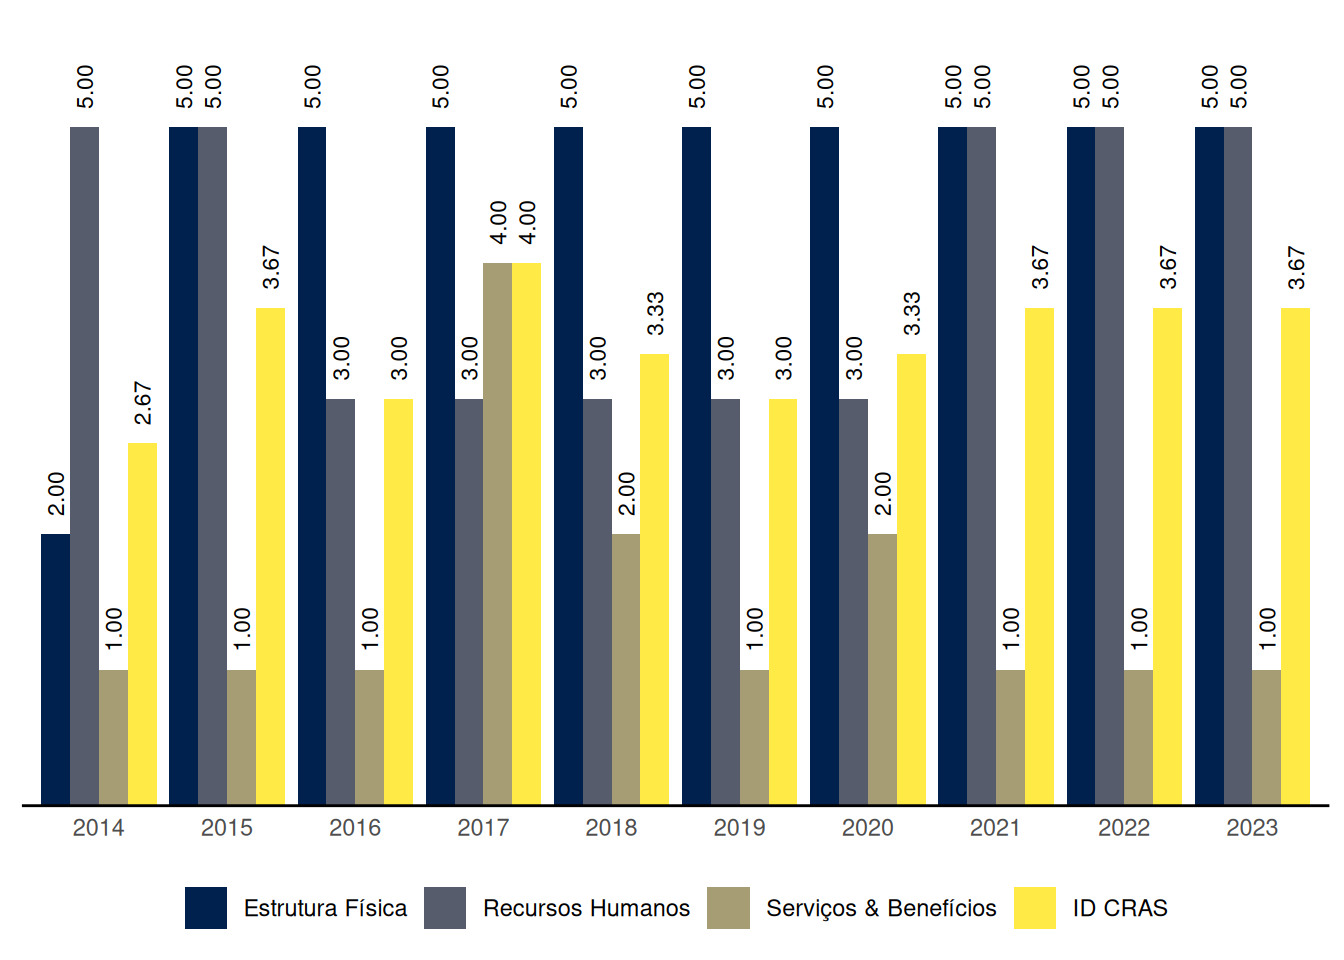 5.00 5.00 5.00 5.00 5.00 5.00 5.00 5.00 5.00 5.00 5.00 5.00 5.00
4.00 4.00
3.67 3.67 3.67 3.67
3.33 3.33
3.00 3.00 3.00 3.00 3.00 3.00 3.00
2.67
2.00 2.00 2.00
1.00 1.00 1.00 1.00 1.00 1.00 1.00
2014 2015 2016 2017 2018 2019 2020 2021 2022 2023
Estrutura Física Recursos Humanos Serviços & Benefícios ID CRAS